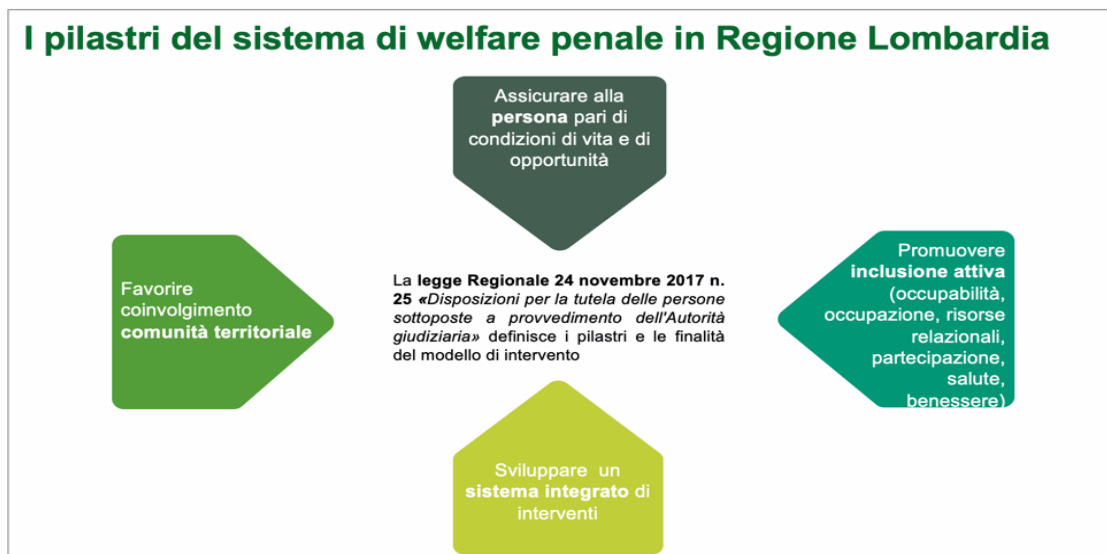 I pilastri del sistema di welfare penale in Regione Lombardia
Assicurare alla
persona pari di
condizioni di vita e di
opportunità
Favorire
coinvolgimento
comunità territoriale
La legge Regionale 24 novembre 2017 n.
25 «Disposizioni per la tutela delle persone
sottoposte a provvedimento dell'Autorità
giudiziaria» definisce i pilastri e le finalità
del modello di intervento
Promuovere
inclusione attiva
(occupabilità,
occupazione, risorse
relazionali,
partecipazione,
salute,
benessere)
Sviluppare un
sistema integrato di
interventi